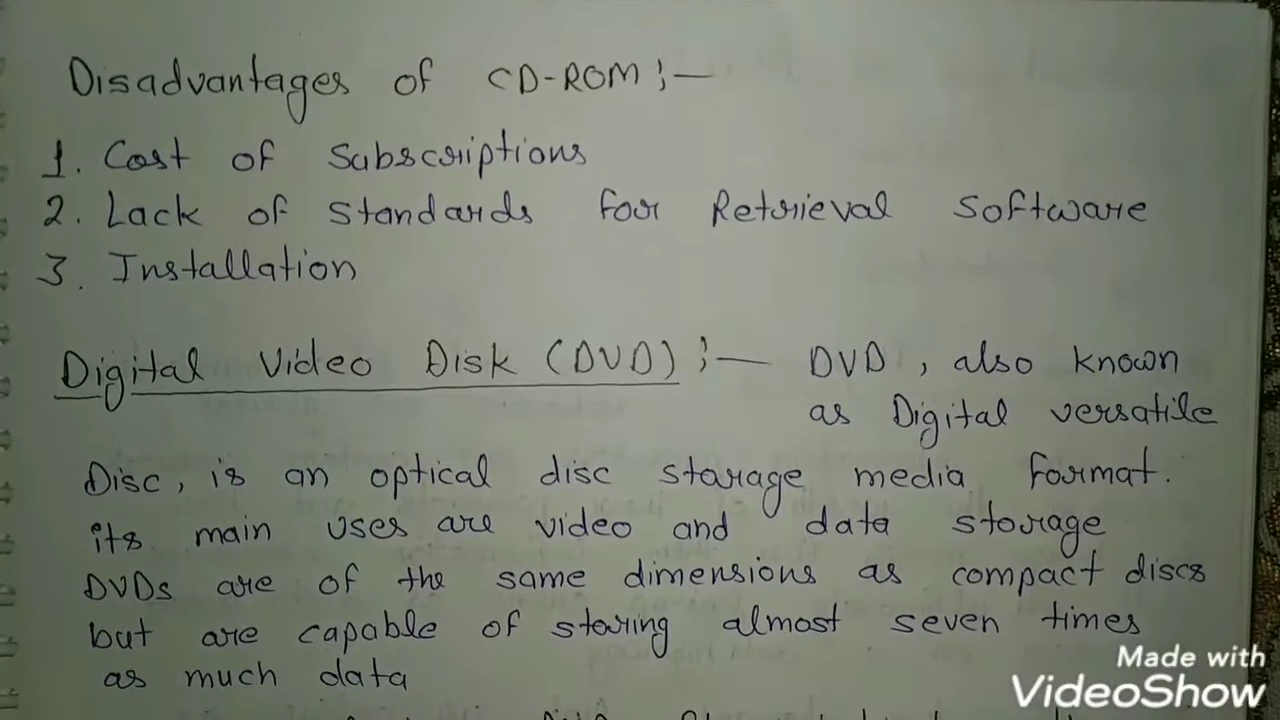 Disadvantages of CD-ROM :—
1. Cost of Subscriptions
2. Lack of Standards for Retrieval Software
3. Installation
Digital Video Disk (DVD) :— DVD, also known
as Digital versatile
Disc, is an optical disc storage media format.
its main uses are video and data storage
DVDs are of the same dimensions as compact discs
but are capable of storing almost seven times
as much data
Made with
VideoShow